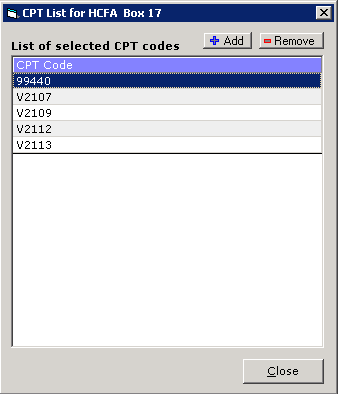 CPT List for HCFA  Box 17
List of selected CPT codes
Add
Remove
CPT Code
99440
V2107
V2109
V2112
V2113
Close